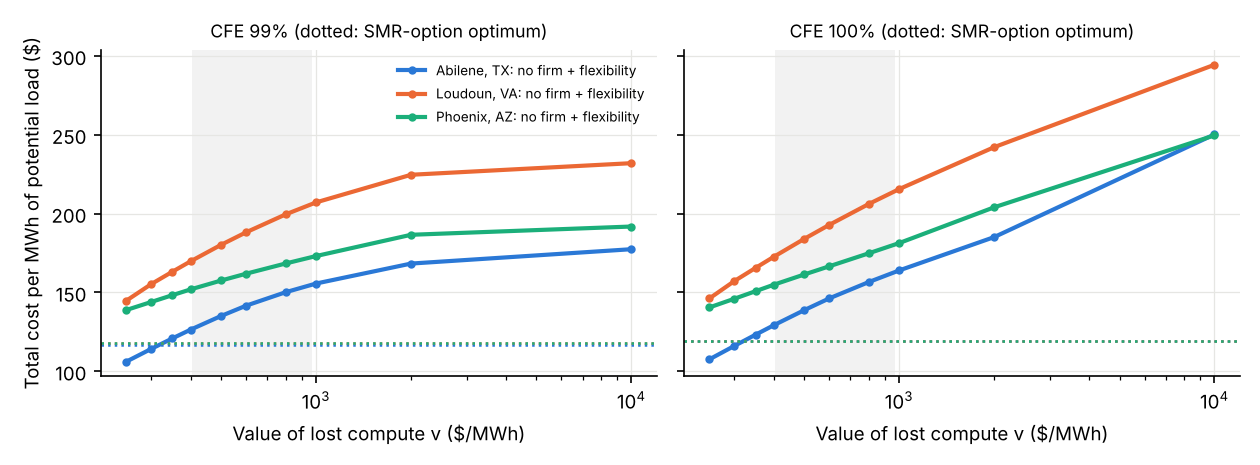 CFE 99% (dotted: SMR-option optimum)
CFE 100% (dotted: SMR-option optimum)
Total cost per MWh of potential load ($)
300
250
200
150
100
Abilene, TX: no firm + flexibility
Loudoun, VA: no firm + flexibility
Phoenix, AZ: no firm + flexibility
10³
10⁴
10³
10⁴
Value of lost compute v ($/MWh)
Value of lost compute v ($/MWh)